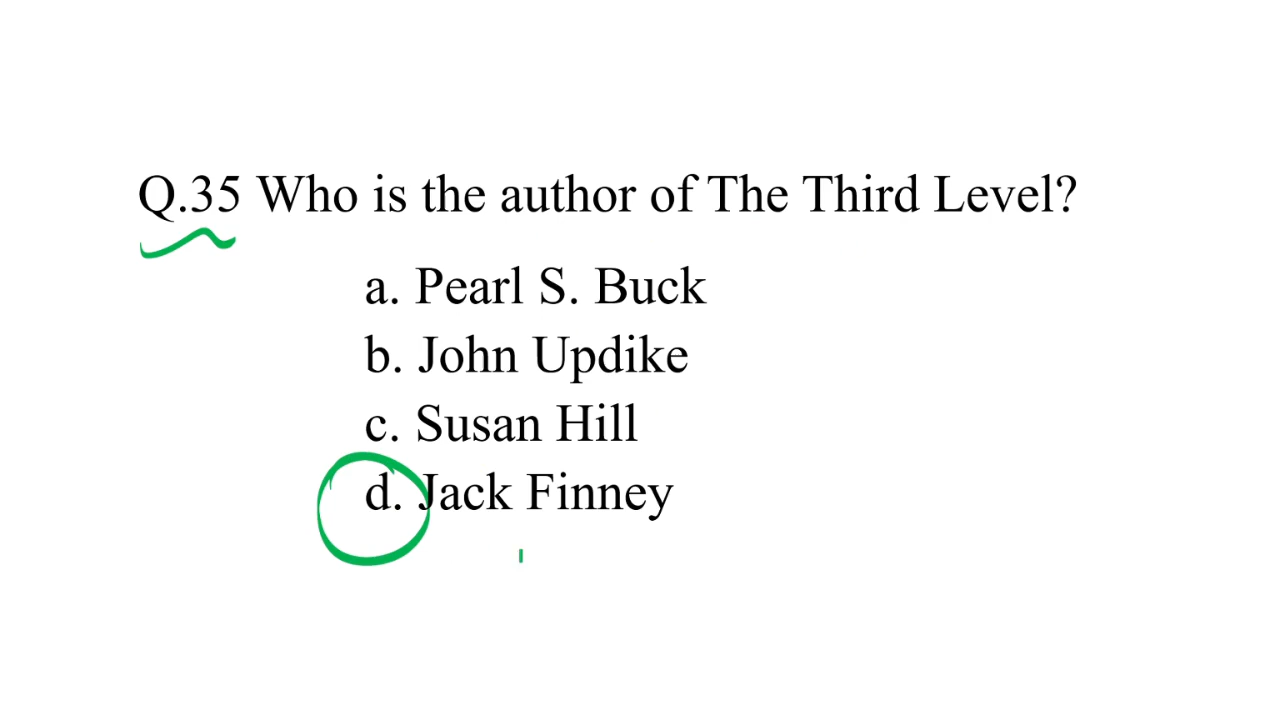 Q.35 Who is the author of The Third Level?
a. Pearl S. Buck
b. John Updike
c. Susan Hill
d. Jack Finney